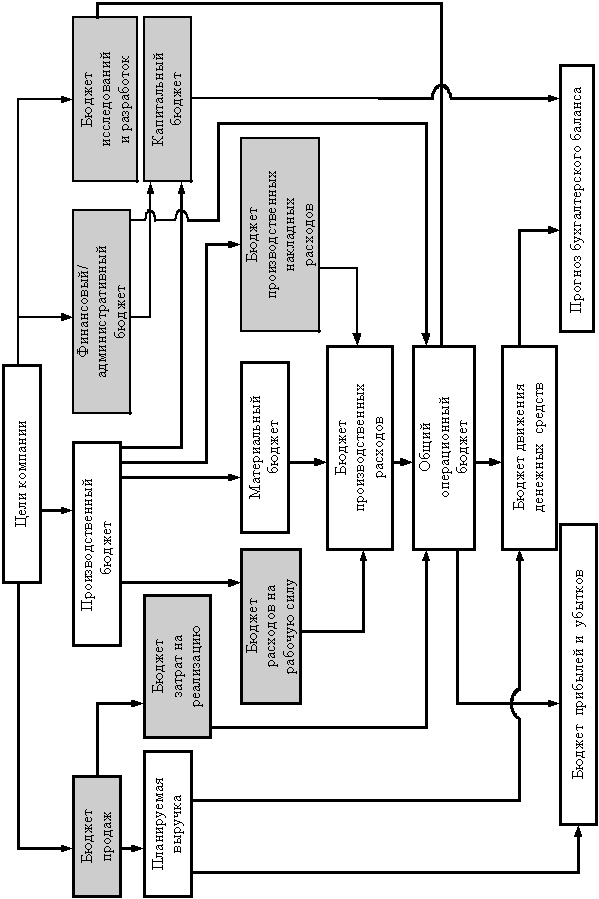 Цели компании
Бюджет
продаж
Производственный
бюджет
Финансовый/
административный
бюджет
Бюджет
исследований
и разработок
Планируемая
выручка
Бюджет
затрат на
реализацию
Капитальный
бюджет
Бюджет
расходов на
рабочую силу
Материальный
бюджет
Бюджет
производственных
накладных
расходов
Бюджет
производственных
расходов
Общий
операционный
бюджет
Бюджет движения
денежных средств
Бюджет прибылей и убытков
Прогноз бухгалтерского баланса